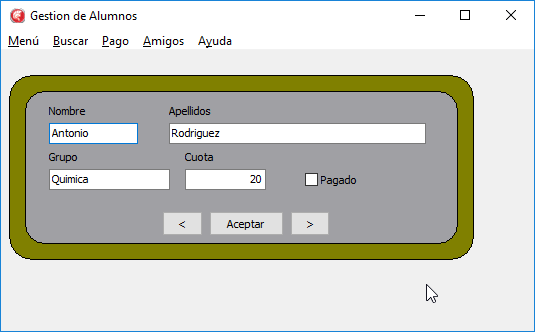 Gestion de Alumnos
Menú Buscar Pago Amigos Ayuda
Nombre Apellidos
Antonio Rodriguez
Grupo Cuota
Quimica 20 Pagado
< Aceptar >